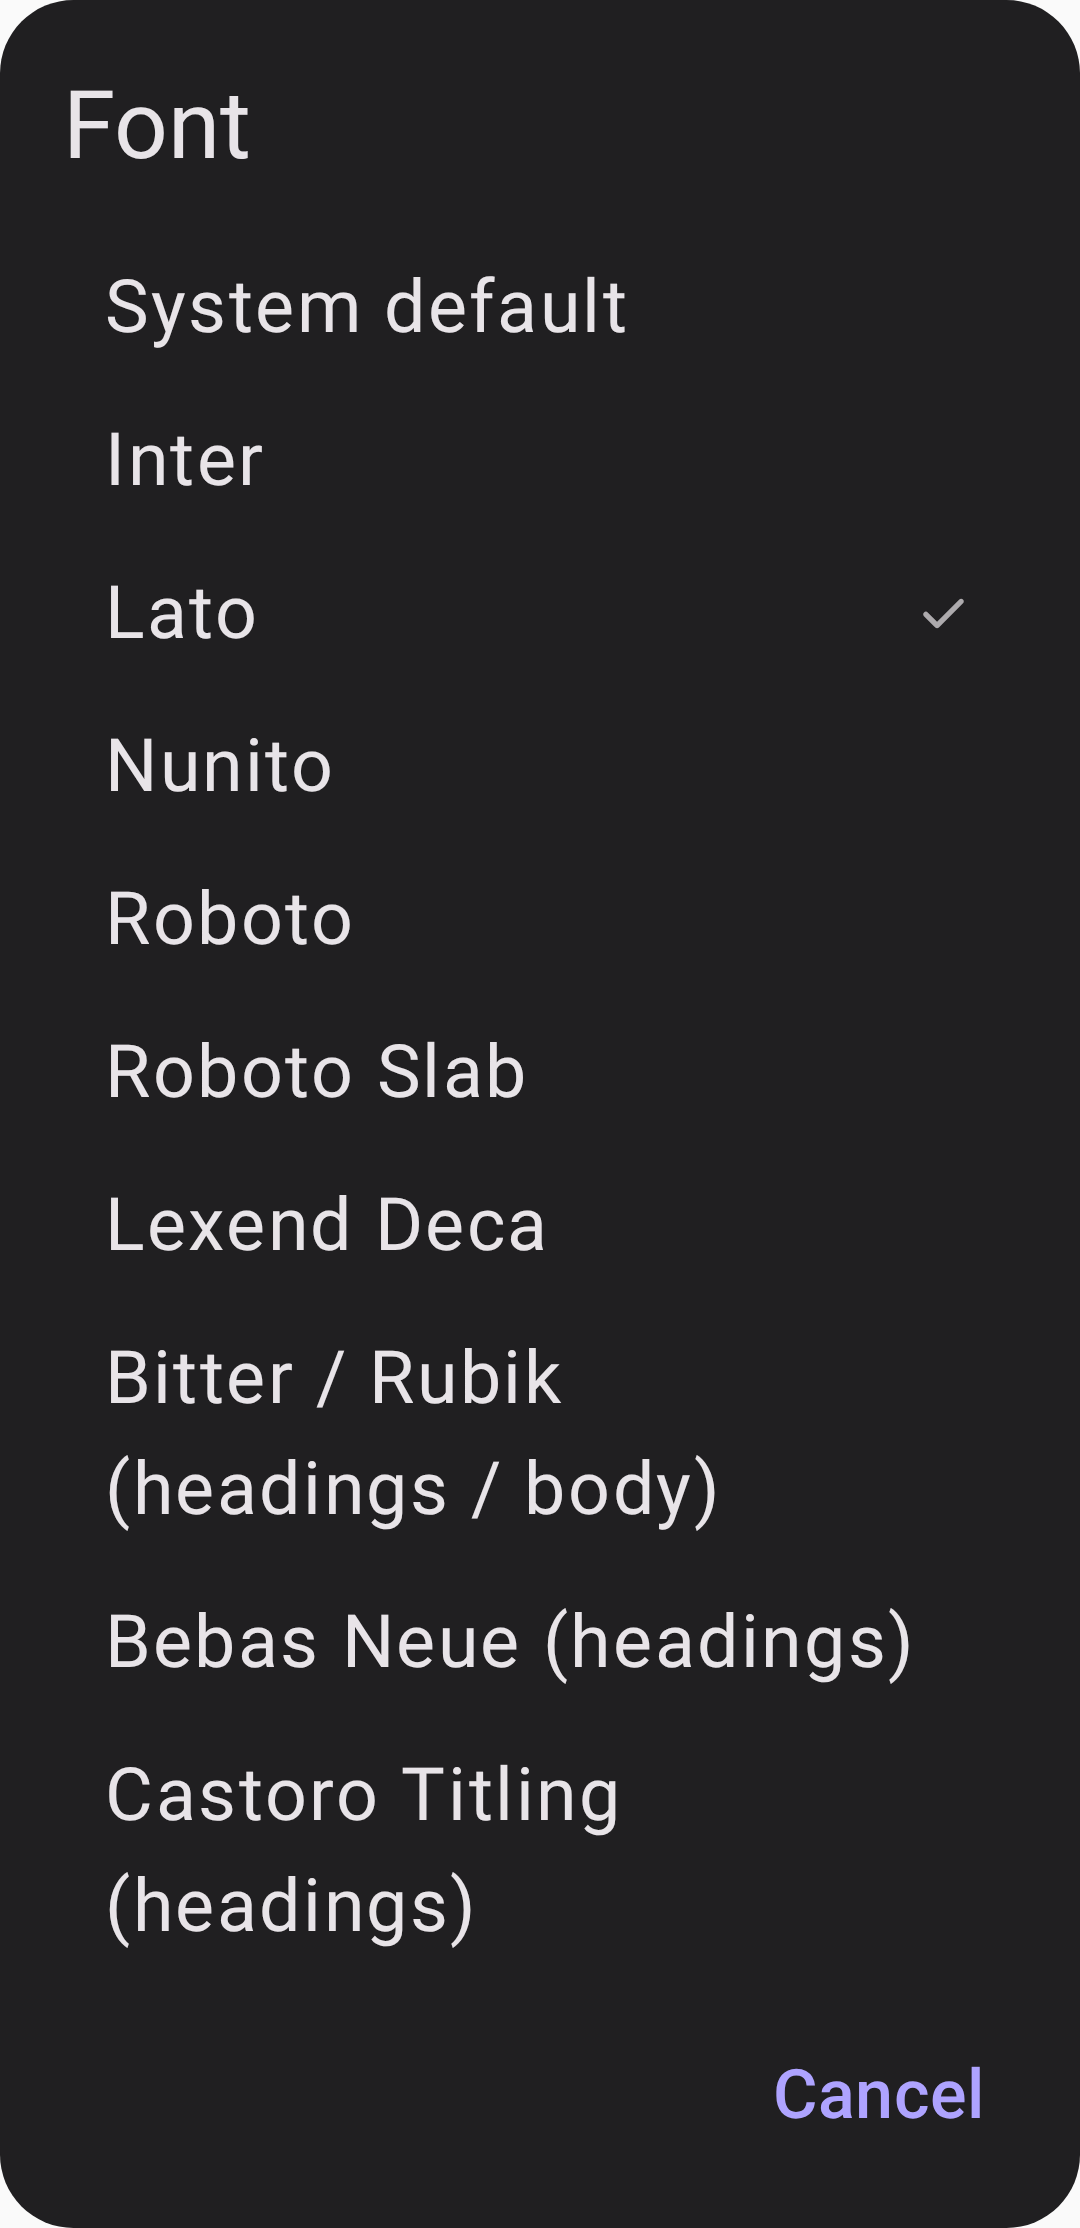 Font
System default
Inter
Lato
Nunito
Roboto
Roboto Slab
Lexend Deca
Bitter / Rubik
(headings / body)
Bebas Neue (headings)
Castoro Titling
(headings)
Cancel